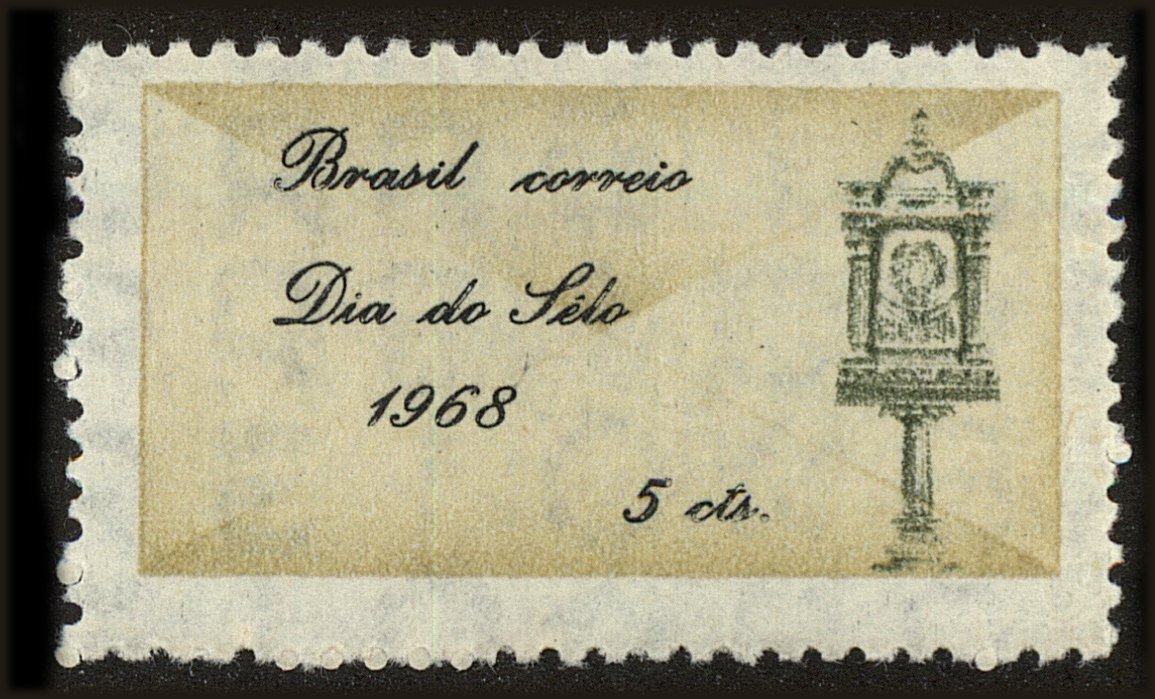 Brasil correio
Dia do Sêlo
1968
5 cts.